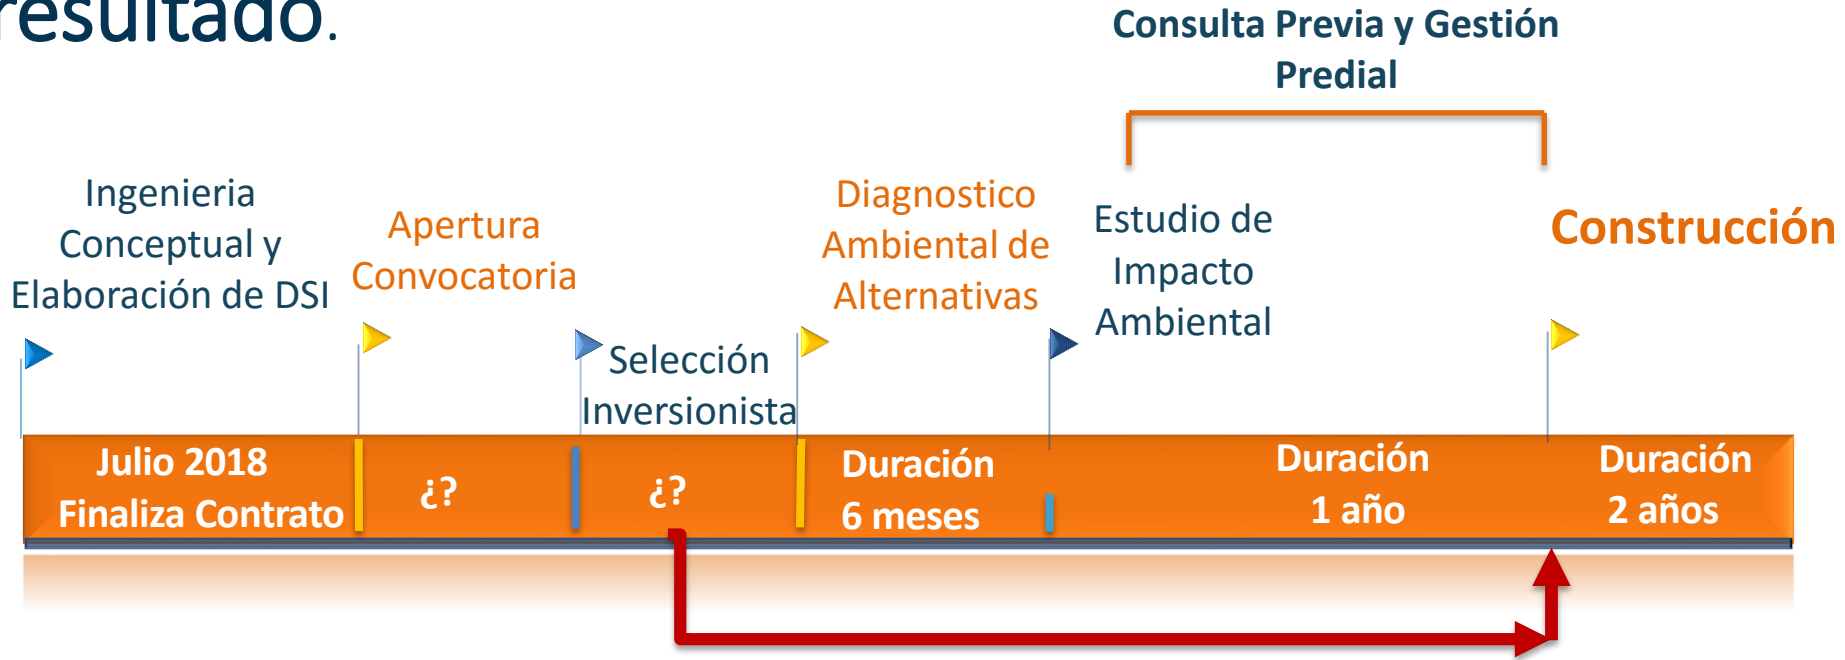 resultado.
Consulta Previa y Gestión
Predial
Ingenieria
Conceptual y
Elaboración de DSI
Apertura
Convocatoria
Selección
Inversionista
Diagnostico
Ambiental de
Alternativas
Estudio de
Impacto
Ambiental
Construcción
Julio 2018
Finaliza Contrato
¿?
¿?
Duración
6 meses
Duración
1 año
Duración
2 años